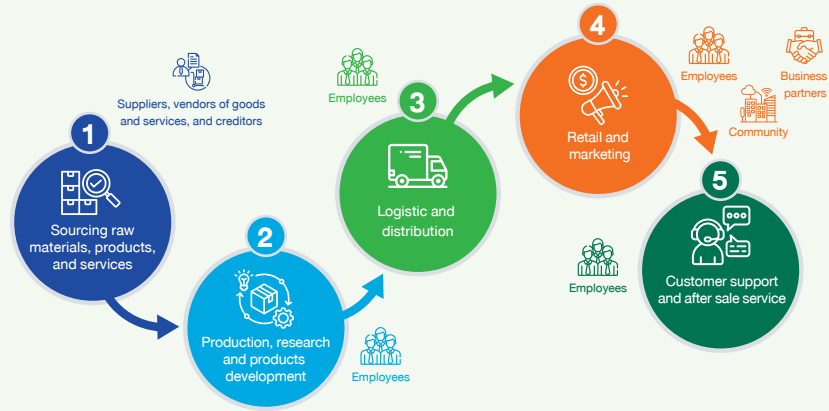 1
Suppliers, vendors of goods
and services, and creditors
Sourcing raw
materials, products,
and services
2
Production, research
and products
development
Employees
3
Employees
Logistic and
distribution
4
Retail and
marketing
Employees
Business
partners
Community
5
Employees
Customer support
and after sale service